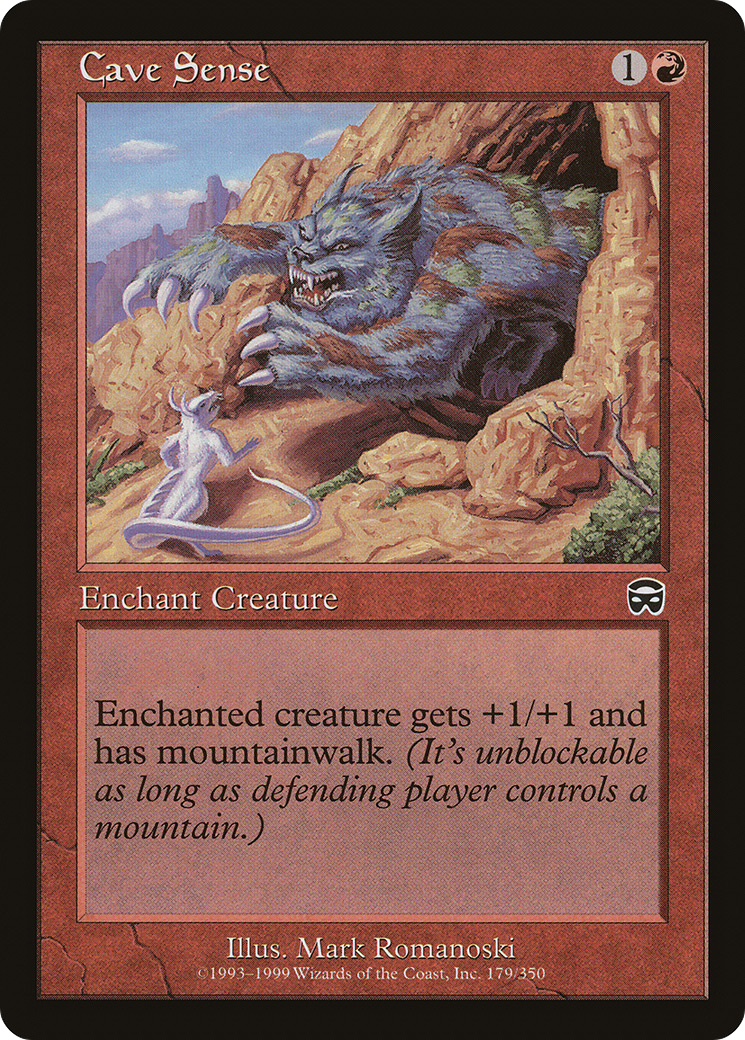 Cave Sense 1
Enchant Creature
Enchanted creature gets +1/+1 and
has mountainwalk. (It's unblockable
as long as defending player controls a
mountain.)
Illus. Mark Romanoski
©1993–1999 Wizards of the Coast, Inc. 179/350